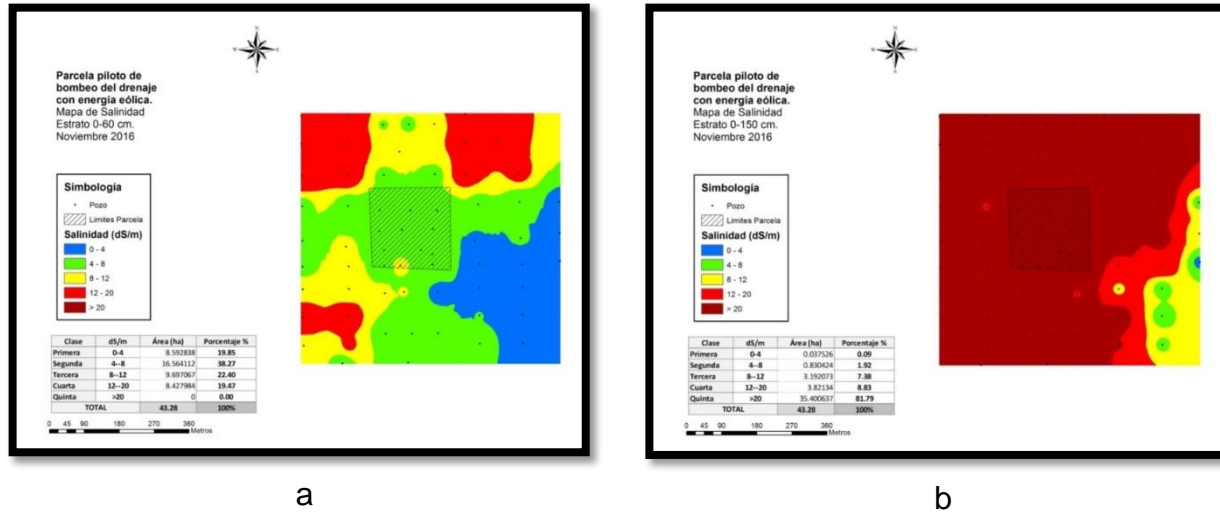 N
W E
S
Parcela piloto de
bombeo del drenaje
con energía eólica.
Mapa de Salinidad
Estrato 0-60 cm.
Noviembre 2016
Simbología
Pozo
Limites Parcela
Salinidad (dS/m)
0 - 4
4 - 8
8 - 12
12 - 20
> 20
Clase dS/m Área (ha) Porcentaje %
Primera 0-4 8.592838 19.85
Segunda 4--8 16.564112 38.27
Tercera 8--12 9.697067 22.40
Cuarta 12--20 8.427984 19.47
Quinta >20 0 0.00
TOTAL 43.28 100%
0 45 90 180 270 360
Metros
a
N
W E
S
Parcela piloto de
bombeo del drenaje
con energía eólica.
Mapa de Salinidad
Estrato 0-150 cm.
Noviembre 2016
Simbología
Pozo
Limites Parcela
Salinidad (dS/m)
0 - 4
4 - 8
8 - 12
12 - 20
> 20
Clase dS/m Área (ha) Porcentaje %
Primera 0-4 0.037526 0.09
Segunda 4--8 0.830424 1.92
Tercera 8--12 3.192073 7.38
Cuarta 12--20 3.82134 8.83
Quinta >20 35.400637 81.79
TOTAL 43.28 100%
0 45 90 180 270 360
Metros
b